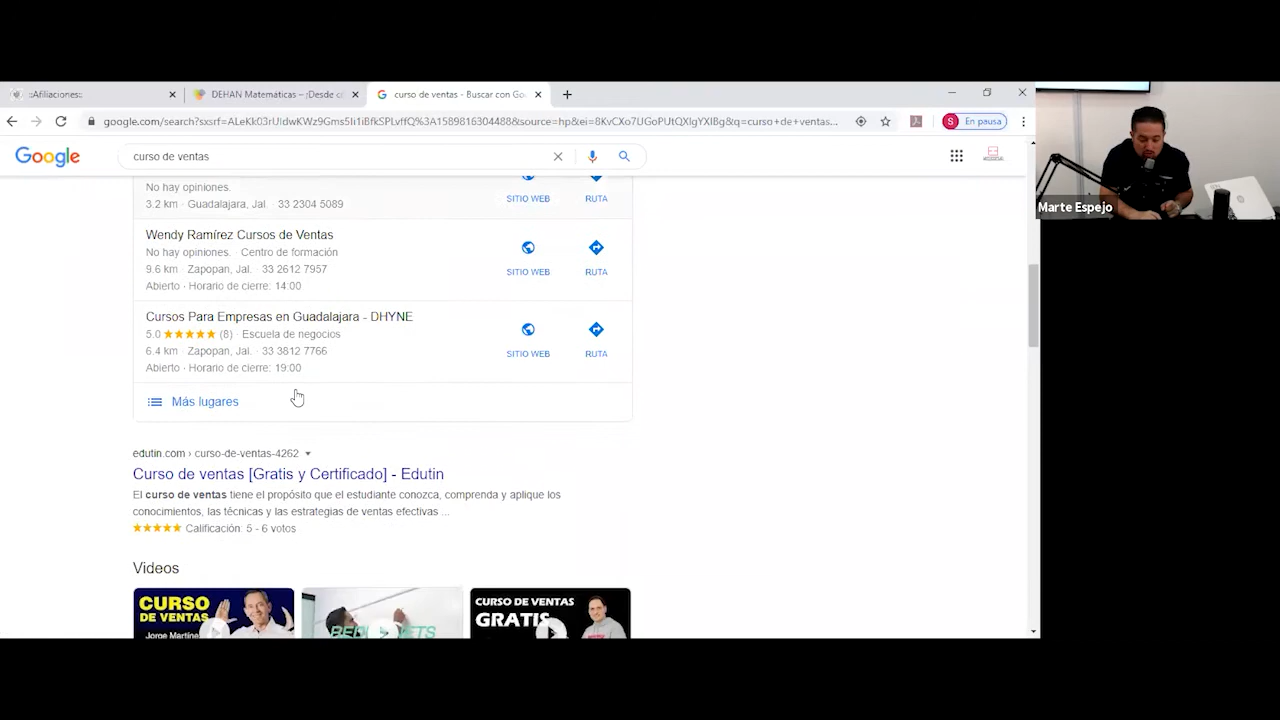 ::Afiliaciones::
DEHAN Matemáticas – ¡Desde c
curso de ventas - Buscar con Go
google.com/search?sxsrf=ALeKk03rUIdwKWz9Gms5Ii1iBfkSPLvffQ%3A1589816304488&source=hp&ei=8KvCXo7UGoPUtQXIgYXIBg&q=curso+de+ventas...
S En pausa
Google
curso de ventas
Marte Espejo
No hay opiniones.
3.2 km · Guadalajara, Jal. · 33 2304 5089
SITIO WEB
RUTA
Wendy Ramírez Cursos de Ventas
No hay opiniones. · Centro de formación
9.6 km · Zapopan, Jal. · 33 2612 7957
Abierto · Horario de cierre: 14:00
SITIO WEB
RUTA
Cursos Para Empresas en Guadalajara - DHYNE
5.0 ★★★★★ (8) · Escuela de negocios
6.4 km · Zapopan, Jal. · 33 3812 7766
Abierto · Horario de cierre: 19:00
SITIO WEB
RUTA
Más lugares
edutin.com › curso-de-ventas-4262
Curso de ventas [Gratis y Certificado] - Edutin
El curso de ventas tiene el propósito que el estudiante conozca, comprenda y aplique los
conocimientos, las técnicas y las estrategias de ventas efectivas ...
★★★★★ Calificación: 5 - 6 votos
Videos
CURSO
DE VENTAS
Jorge Martínez
CURSO DE VENTAS
GRATIS